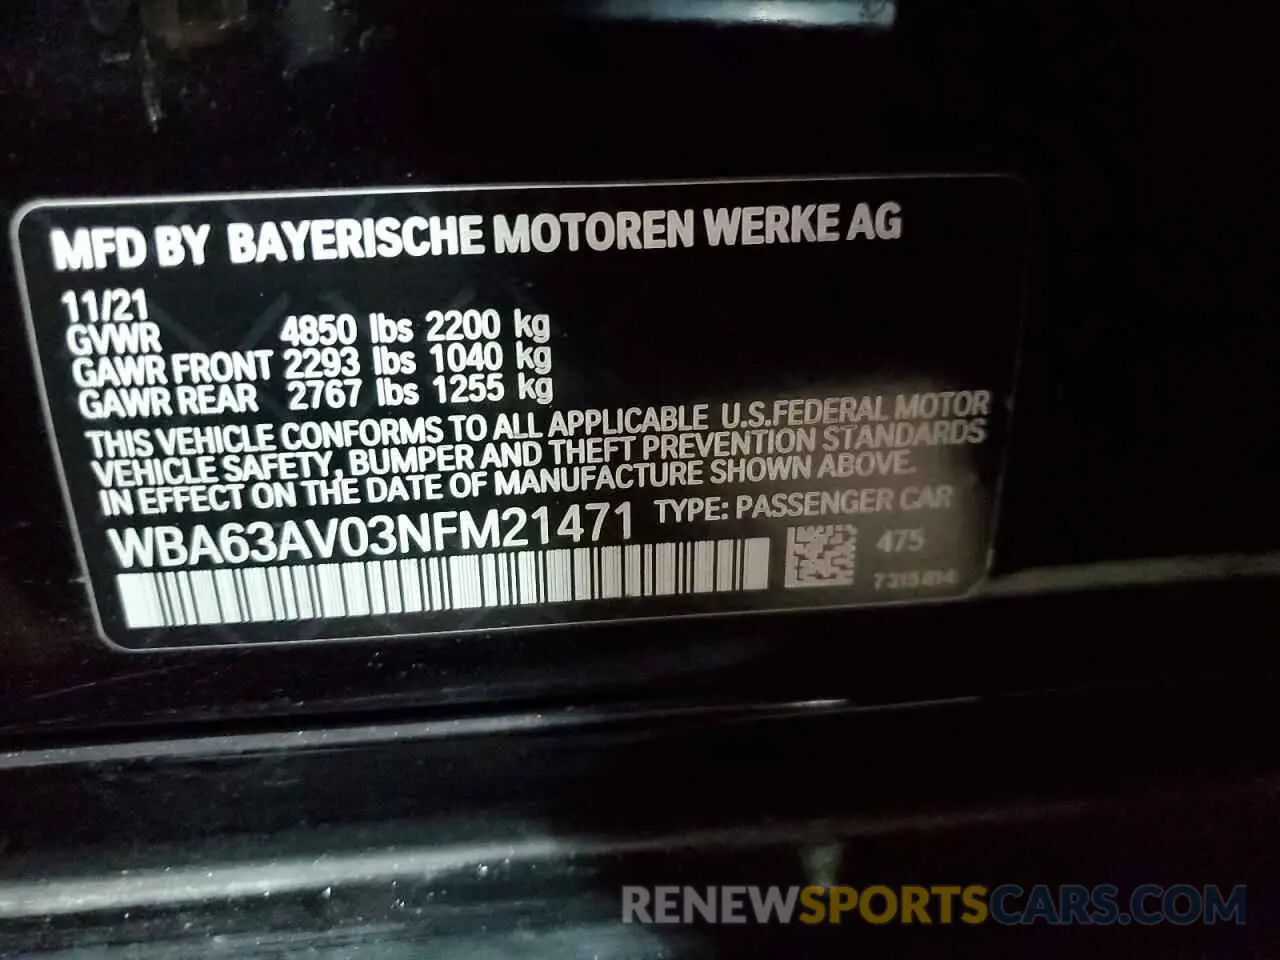 MFD BY BAYERISCHE MOTOREN WERKE AG
11/21
GVWR 4850 lbs 2200 kg
GAWR FRONT 2293 lbs 1040 kg
GAWR REAR 2767 lbs 1255 kg
THIS VEHICLE CONFORMS TO ALL APPLICABLE U.S.FEDERAL MOTOR
VEHICLE SAFETY, BUMPER AND THEFT PREVENTION STANDARDS
IN EFFECT ON THE DATE OF MANUFACTURE SHOWN ABOVE.
WBA63AV03NFM21471 TYPE: PASSENGER CAR
475
RENEWSPORTSCARS.COM